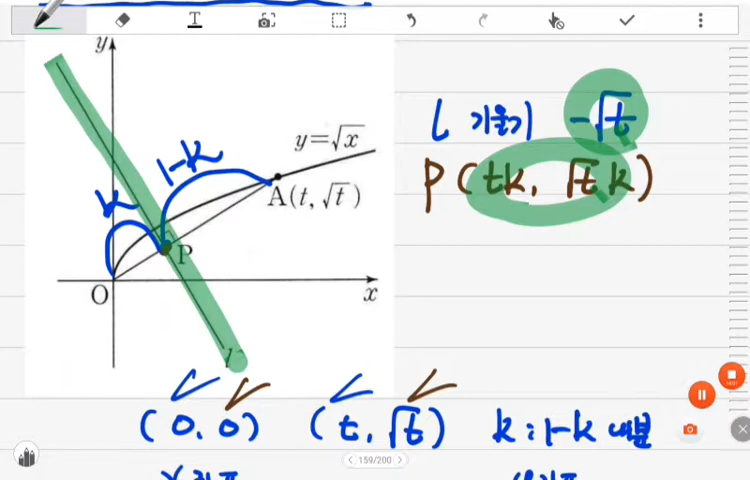 T
y
y=√x
l 기울기 -√t
1-k
P(tk, √t k)
k
A(t, √t)
P
O
x
l
(0, 0) (t, √t) k:1-k 내분
159/200